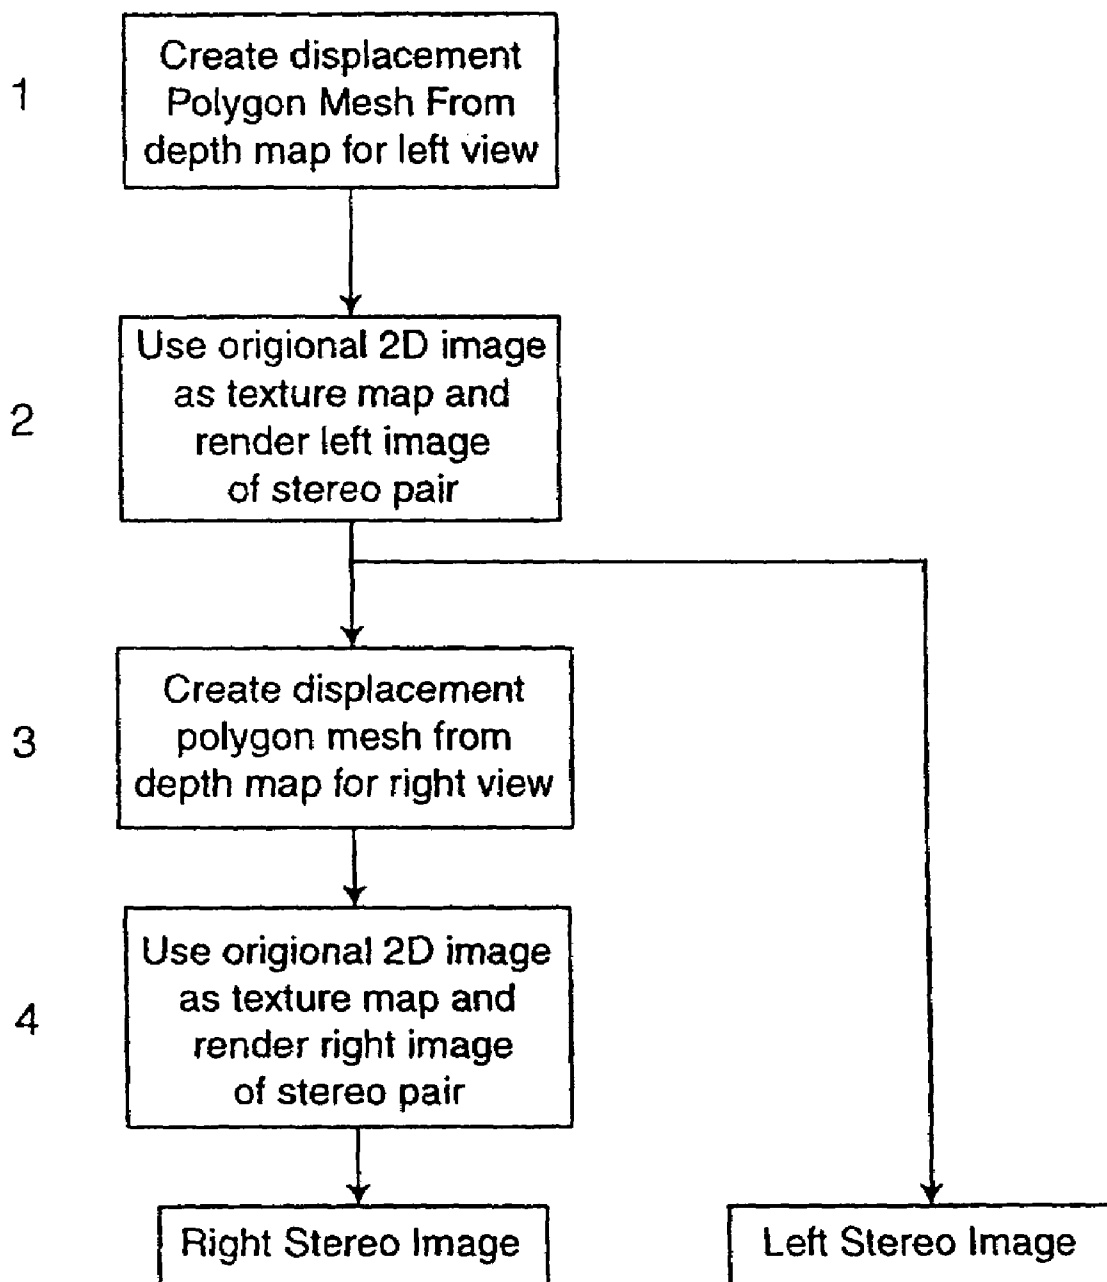 1
Create displacement
Polygon Mesh From
depth map for left view
2
Use origional 2D image
as texture map and
render left image
of stereo pair
3
Create displacement
polygon mesh from
depth map for right view
4
Use origional 2D image
as texture map and
render right image
of stereo pair
Right Stereo Image
Left Stereo Image